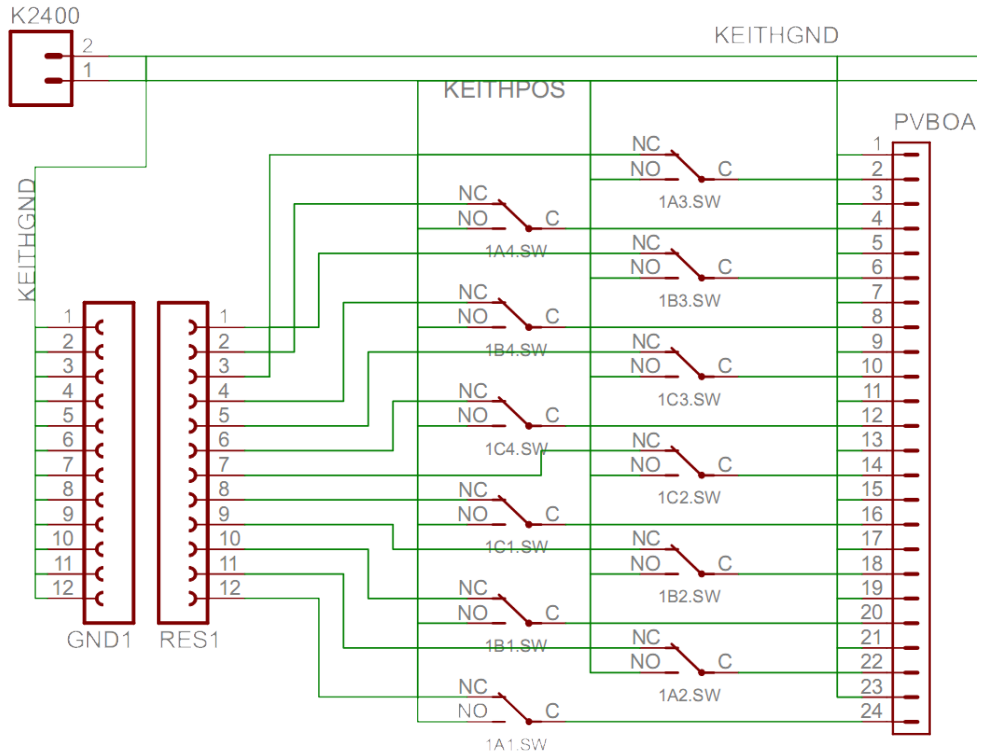 K2400
2
1
KEITHGND
KEITHPOS
KEITHGND
PVBOA
1
2
3
4
5
6
7
8
9
10
11
12
13
14
15
16
17
18
19
20
21
22
23
24
NC
NO C
1A3.SW
NC
NO C
1A4.SW
NC
NO C
1B3.SW
NC
NO C
1B4.SW
NC
NO C
1C3.SW
NC
NO C
1C4.SW
NC
NO C
1C2.SW
NC
NO C
1C1.SW
NC
NO C
1B2.SW
NC
NO C
1B1.SW
NC
NO C
1A2.SW
NC
NO C
1A1.SW
1
2
3
4
5
6
7
8
9
10
11
12
GND1
1
2
3
4
5
6
7
8
9
10
11
12
RES1